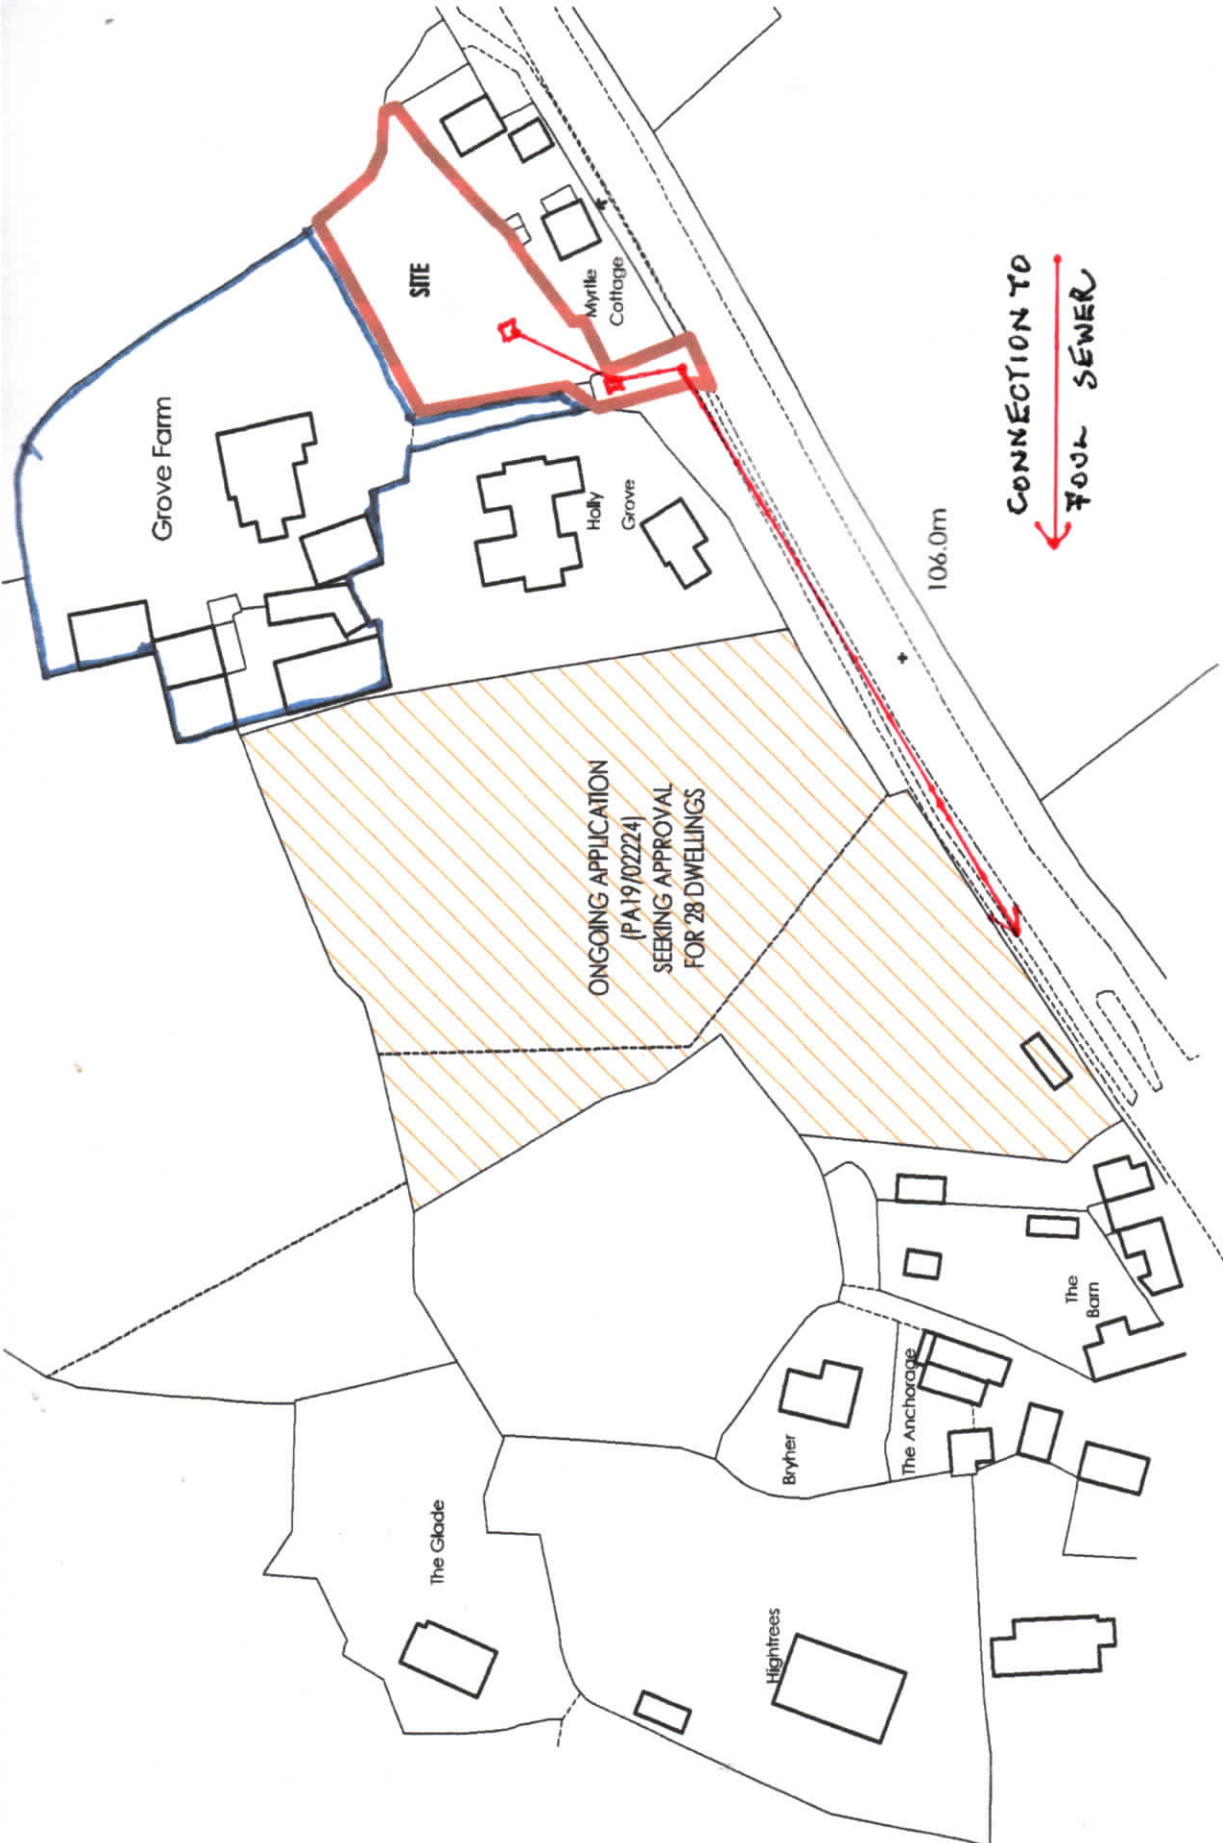 Grove Farm
SITE
Myrtle
Cottage
Holly
Grove
CONNECTION TO
FOUL SEWER
106.0m
ONGOING APPLICATION
(PA19/02224)
SEEKING APPROVAL
FOR 28 DWELLINGS
The
Barn
The Anchorage
Bryher
The Glade
Hightrees